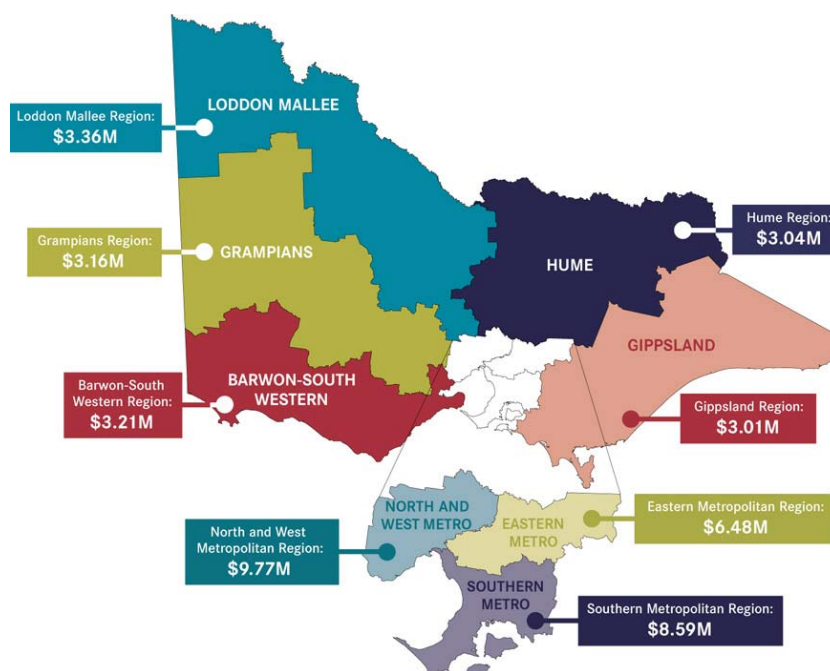 LODDON MALLEE
Loddon Mallee Region:
$3.36M
Grampians Region:
$3.16M
GRAMPIANS
HUME
Hume Region:
$3.04M
GIPPSLAND
Barwon-South
Western Region:
$3.21M
BARWON-SOUTH
WESTERN
Gippsland Region:
$3.01M
NORTH AND
WEST METRO
EASTERN
METRO
Eastern Metropolitan Region:
$6.48M
North and West
Metropolitan Region:
$9.77M
SOUTHERN
METRO
Southern Metropolitan Region:
$8.59M